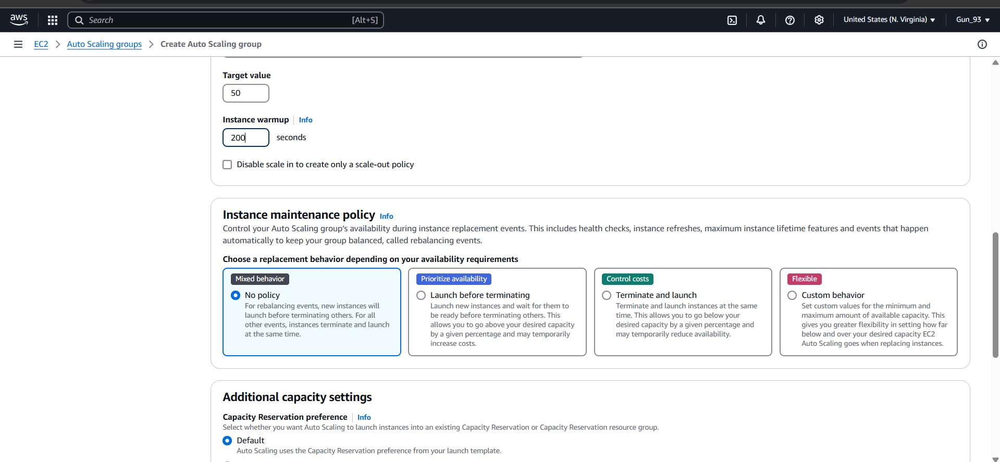 aws
Search
[Alt+S]
United States (N. Virginia)
Gun_93
EC2
Auto Scaling groups
Create Auto Scaling group
Target value
50
Instance warmup
Info
200
seconds
Disable scale in to create only a scale-out policy
Instance maintenance policy
Info
Control your Auto Scaling group's availability during instance replacement events. This includes health checks, instance refreshes, maximum instance lifetime features and events that happen
automatically to keep your group balanced, called rebalancing events.
Choose a replacement behavior depending on your availability requirements
Mixed behavior
No policy
For rebalancing events, new instances will
launch before terminating others. For all
other events, instances terminate and launch
at the same time.
Prioritize availability
Launch before terminating
Launch new instances and wait for them to
be ready before terminating others. This
allows you to go above your desired capacity
by a given percentage and may temporarily
increase costs.
Control costs
Terminate and launch
Terminate and launch instances at the same
time. This allows you to go below your
desired capacity by a given percentage and
may temporarily reduce availability.
Flexible
Custom behavior
Set custom values for the minimum and
maximum amount of available capacity. This
gives you greater flexibility in setting how far
below and over your desired capacity EC2
Auto Scaling goes when replacing instances.
Additional capacity settings
Capacity Reservation preference
Info
Select whether you want Auto Scaling to launch instances into an existing Capacity Reservation or Capacity Reservation resource group.
Default
Auto Scaling uses the Capacity Reservation preference from your launch template.